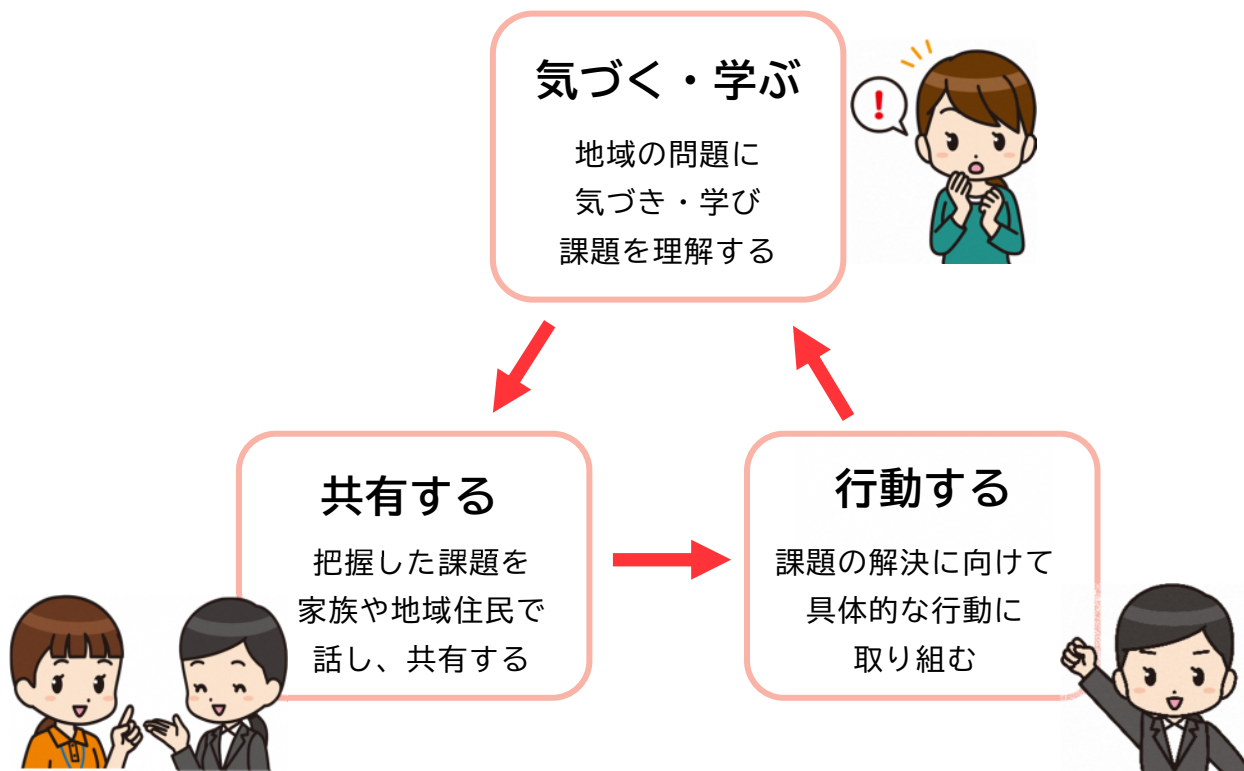 気づく・学ぶ
地域の問題に
気づき・学び
課題を理解する
!
共有する
把握した課題を
家族や地域住民で
話し、共有する
行動する
課題の解決に向けて
具体的な行動に
取り組む